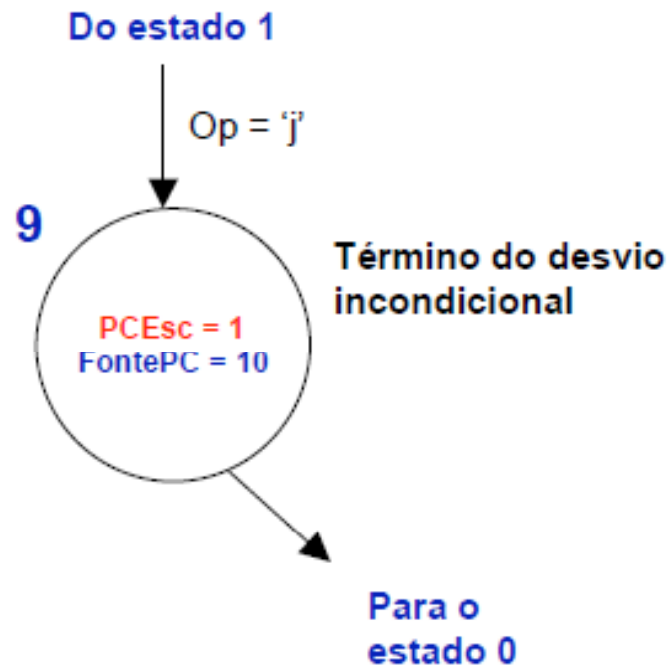 Do estado 1
Op = ‘j’
9
Término do desvio
incondicional
PCEsc = 1
FontePC = 10
Para o
estado 0